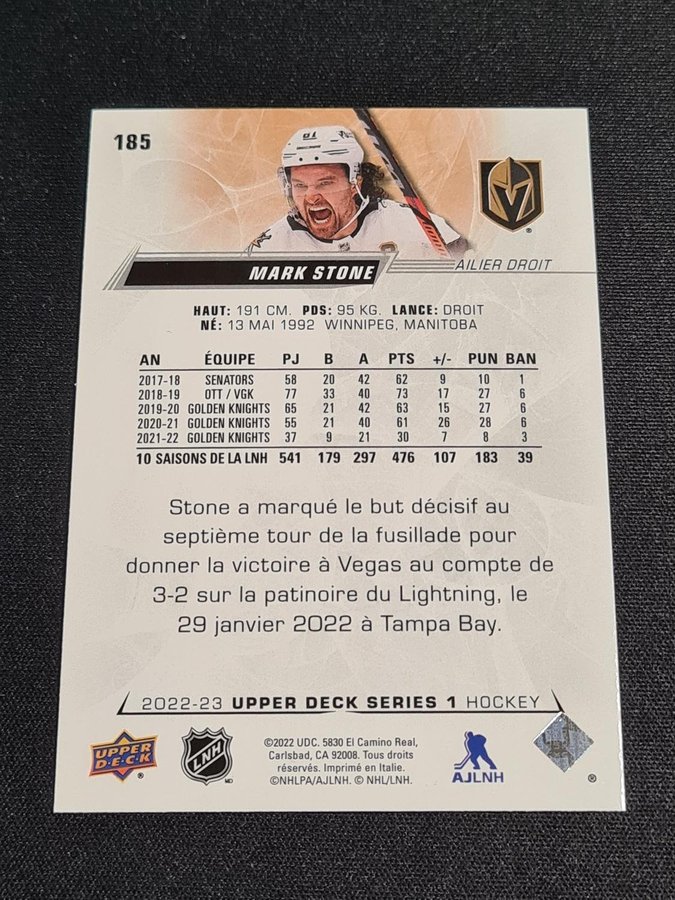 185
61
MARK STONE
AILIER DROIT
HAUT: 191 CM. PDS: 95 KG. LANCE: DROIT
NÉ: 13 MAI 1992 WINNIPEG, MANITOBA
AN ÉQUIPE PJ B A PTS +/- PUN BAN
2017-18 SENATORS 58 20 42 62 9 10 1
2018-19 OTT / VGK 77 33 40 73 17 27 6
2019-20 GOLDEN KNIGHTS 65 21 42 63 15 27 6
2020-21 GOLDEN KNIGHTS 55 21 40 61 26 28 6
2021-22 GOLDEN KNIGHTS 37 9 21 30 7 8 3
10 SAISONS DE LA LNH 541 179 297 476 107 183 39
Stone a marqué le but décisif au
septième tour de la fusillade pour
donner la victoire à Vegas au compte de
3-2 sur la patinoire du Lightning, le
29 janvier 2022 à Tampa Bay.
2022-23 UPPER DECK SERIES 1 HOCKEY
UPPER
D·E·C·K
®
LNH
MD
©2022 UDC. 5830 El Camino Real,
Carlsbad, CA 92008. Tous droits
réservés. Imprimé en Italie.
©NHLPA/AJLNH. © NHL/LNH.
AJLNH
®